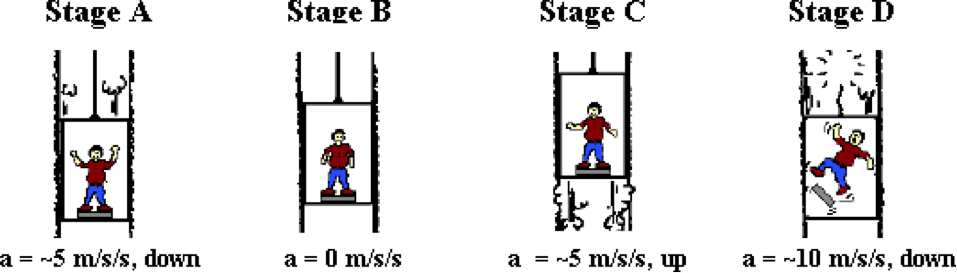 Stage A
Stage B
Stage C
Stage D
a = ~5 m/s/s, down
a = 0 m/s/s
a = ~5 m/s/s, up
a = ~10 m/s/s, down